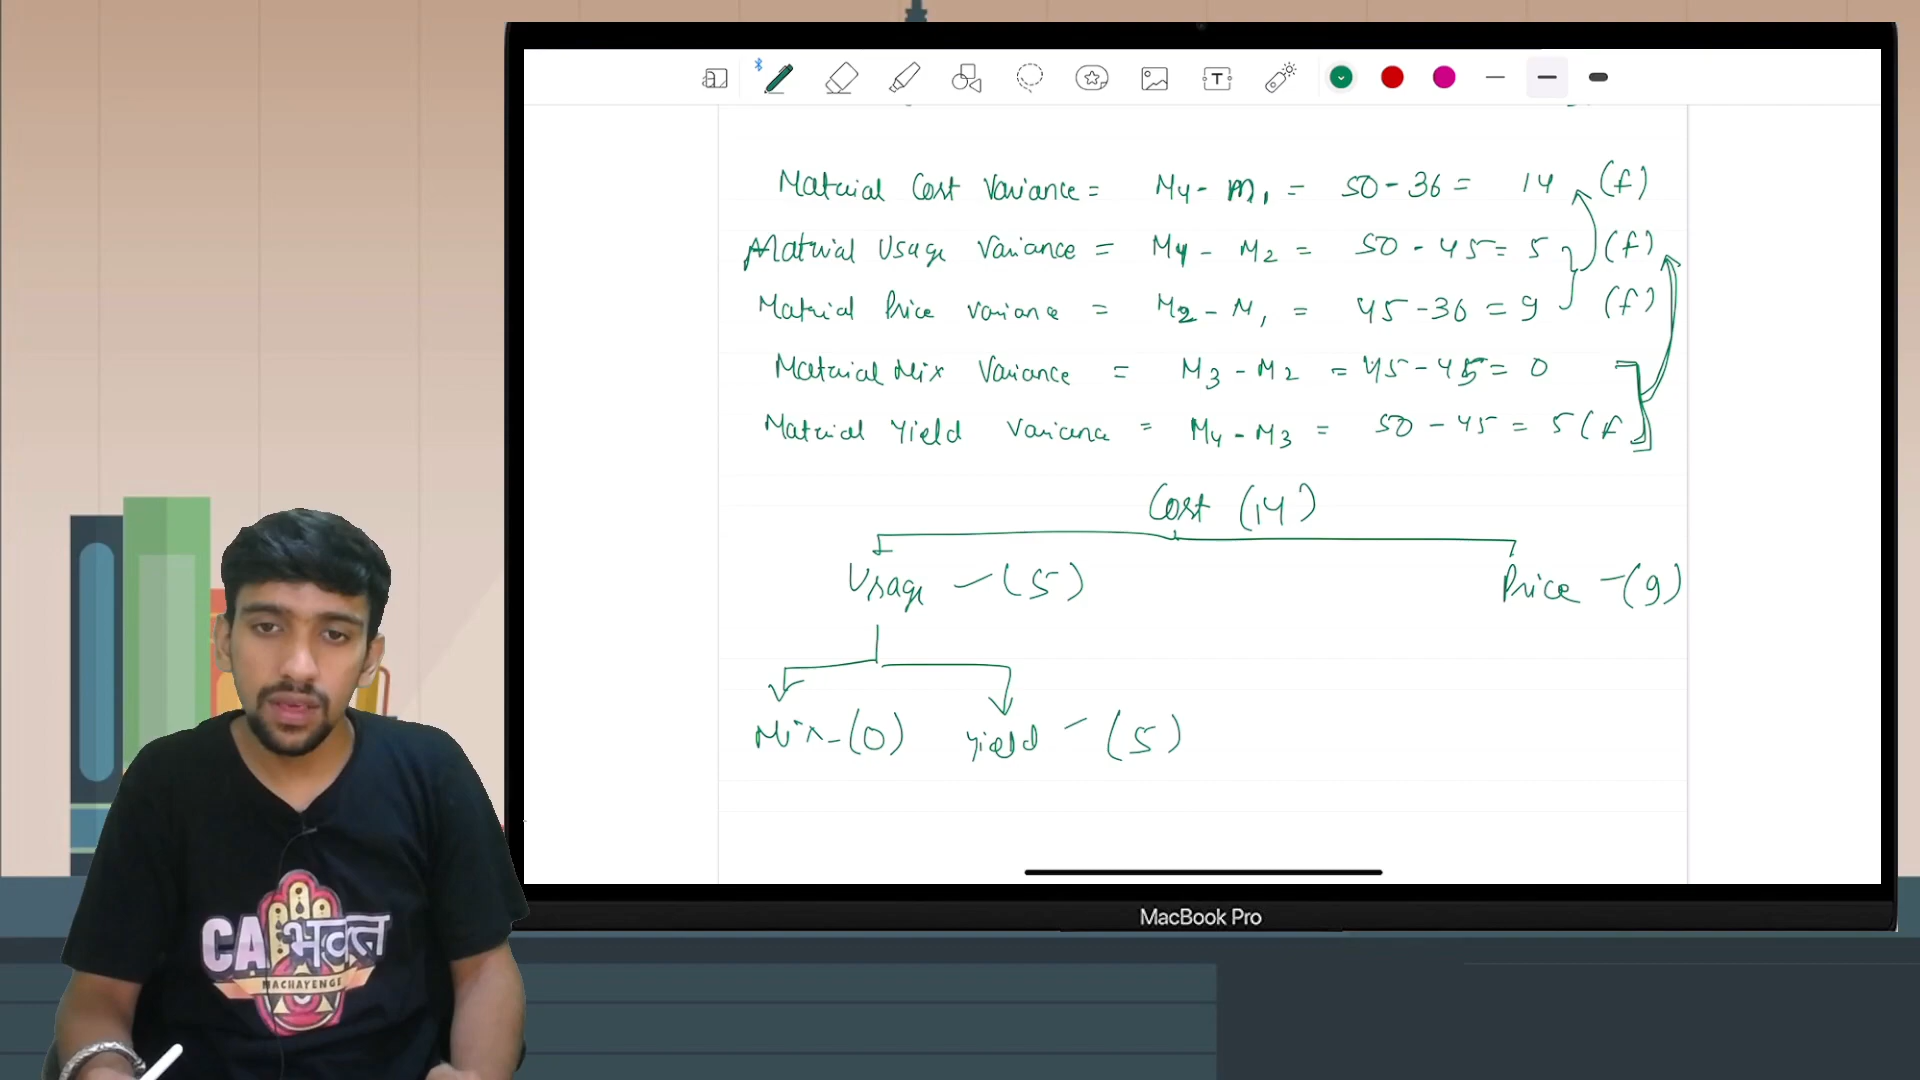 Material Cost Variance = M4 - M1 = 50 - 36 = 14 (f)
Material Usage Variance = M4 - M2 = 50 - 45 = 5 (f)
Material Price Variance = M2 - M1 = 45 - 36 = 9 (f)
Material Mix Variance = M3 - M2 = 45 - 45 = 0
Material Yield Variance = M4 - M3 = 50 - 45 = 5 (f)
Cost (14)
Usage - (5) Price - (9)
Mix - (0) Yield - (5)
MacBook Pro
CA भक्त
MACHAYENGE